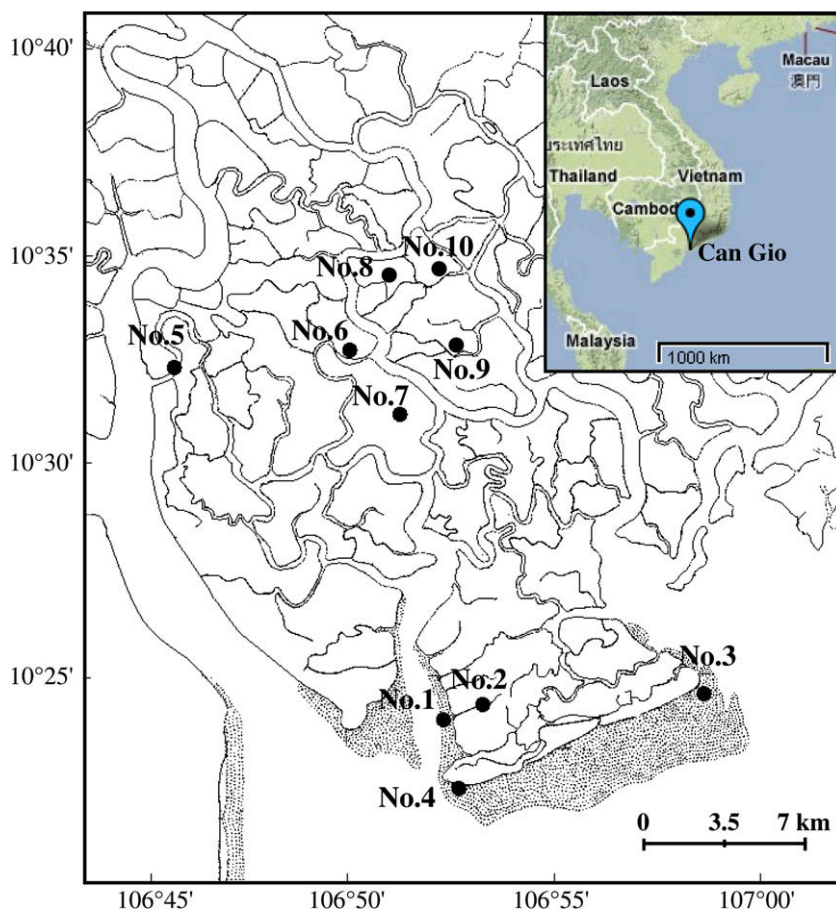 10°40'
10°35'
10°30'
10°25'
106°45'
106°50'
106°55'
107°00'
No.10
No.8
No.6
No.5
No.9
No.7
No.3
No.2
No.1
No.4
0 3.5 7 km
Macau
澳門
Laos
ประเทศไทย
Thailand
Vietnam
Cambod
Can Gio
Malaysia
1000 km